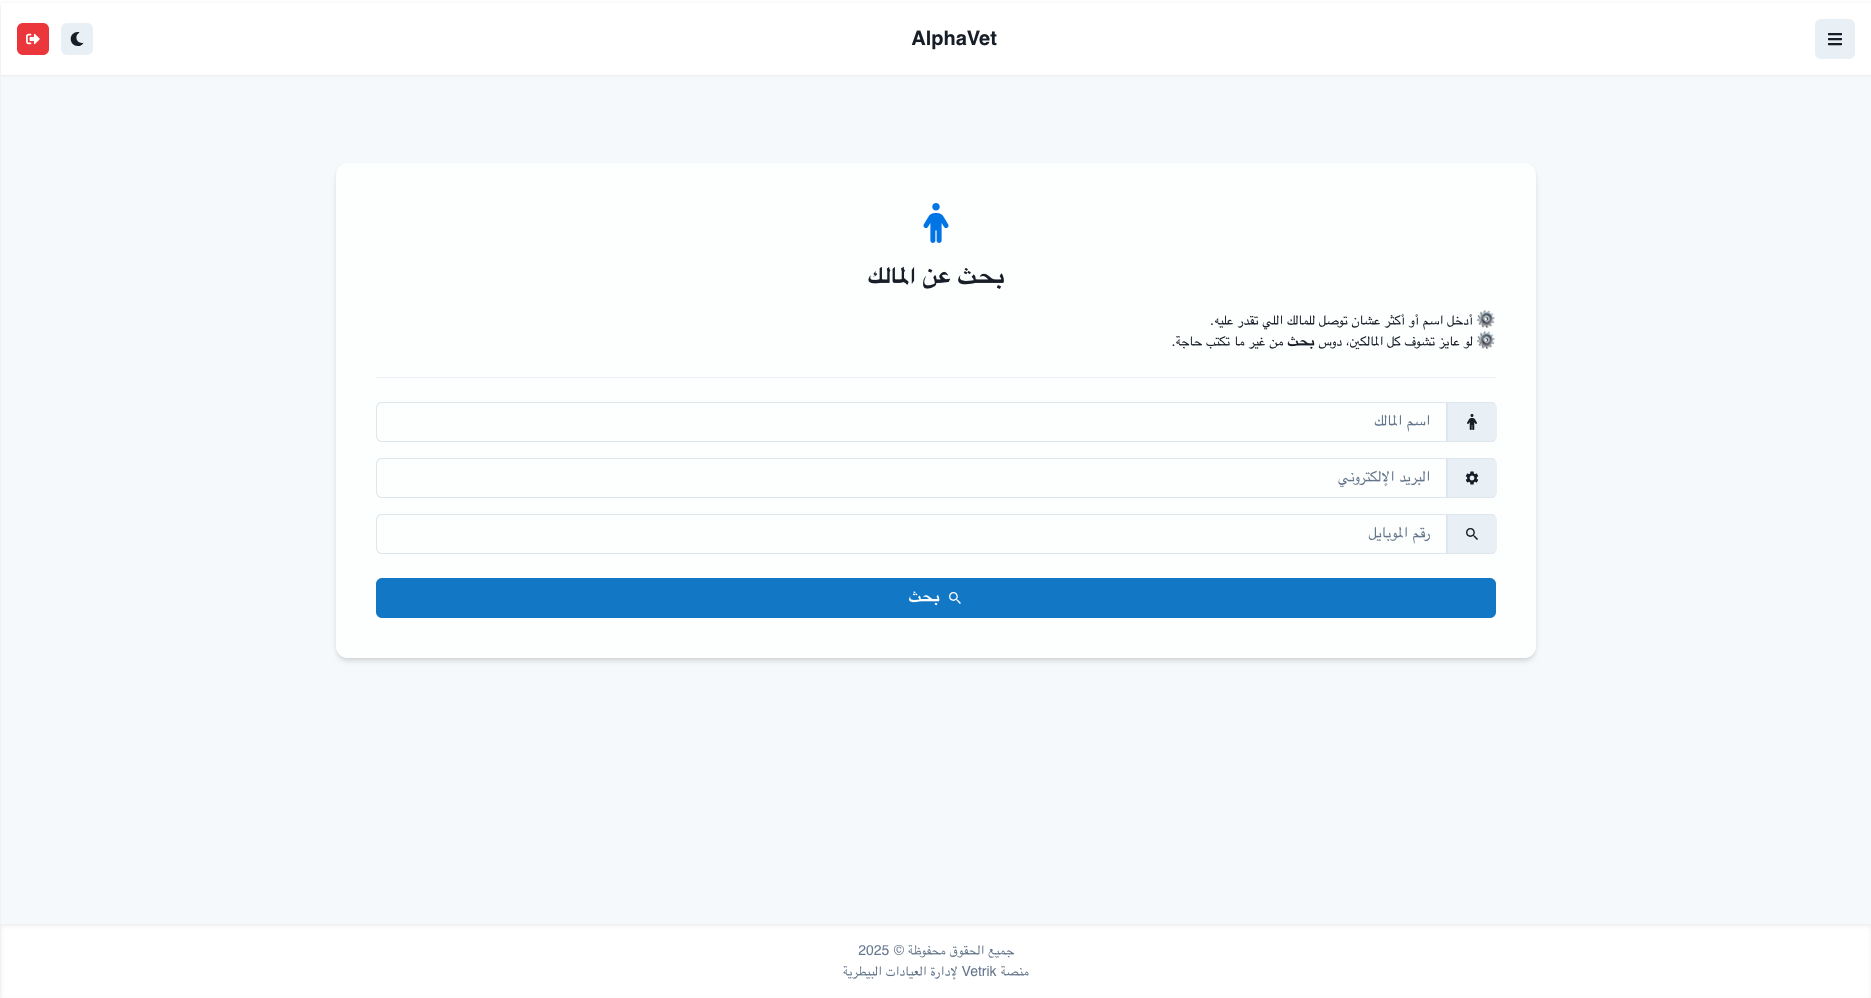 AlphaVet
بحث عن المالك
أدخل اسم أو أكتر عشان توصل للمالك اللي تقدر عليه.
لو عايز تشوف كل المالكين، دوس بحث من غير ما تكتب حاجة.
اسم المالك
البريد الإلكتروني
رقم الموبايل
بحث
جميع الحقوق محفوظة © 2025
منصة Vetrik لإدارة العيادات البيطرية